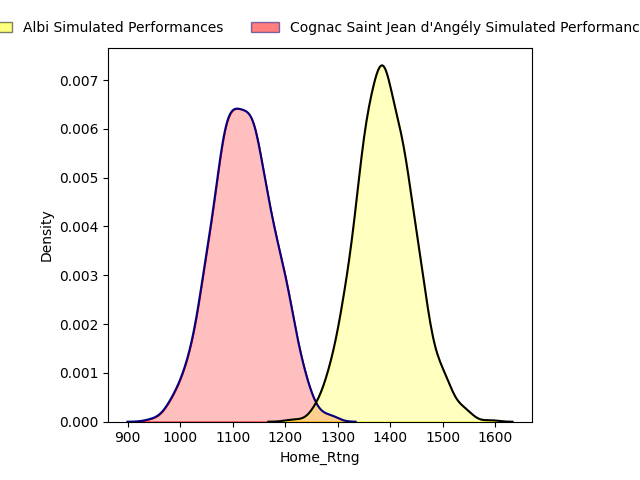 Albi Simulated Performances
Cognac Saint Jean d'Angély Simulated Performanc
0.007
0.006
0.005
0.004
0.003
0.002
0.001
0.000
Density
900 1000 1100 1200 1300 1400 1500 1600
Home_Rtng